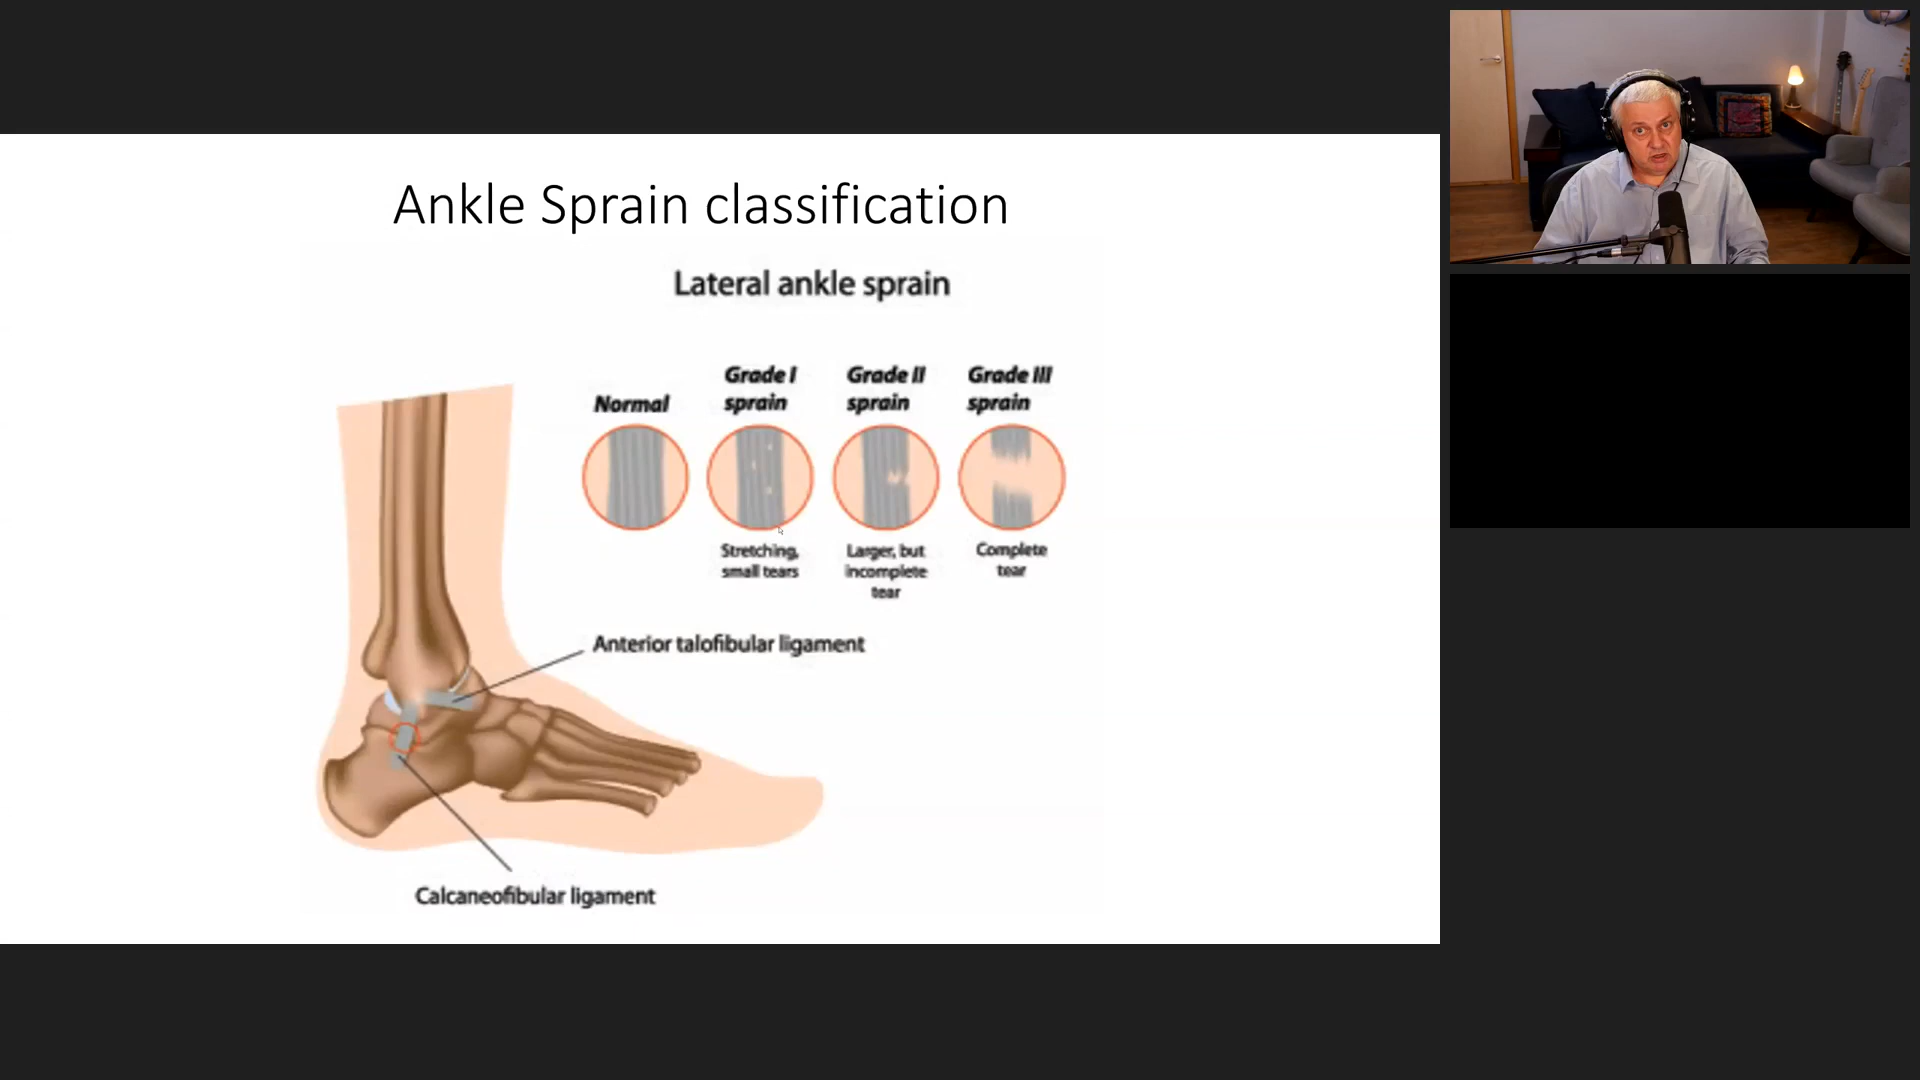 Ankle Sprain classification
Lateral ankle sprain
Normal
Grade I
sprain
Grade II
sprain
Grade III
sprain
Stretching,
small tears
Larger, but
incomplete
tear
Complete
tear
Anterior talofibular ligament
Calcaneofibular ligament